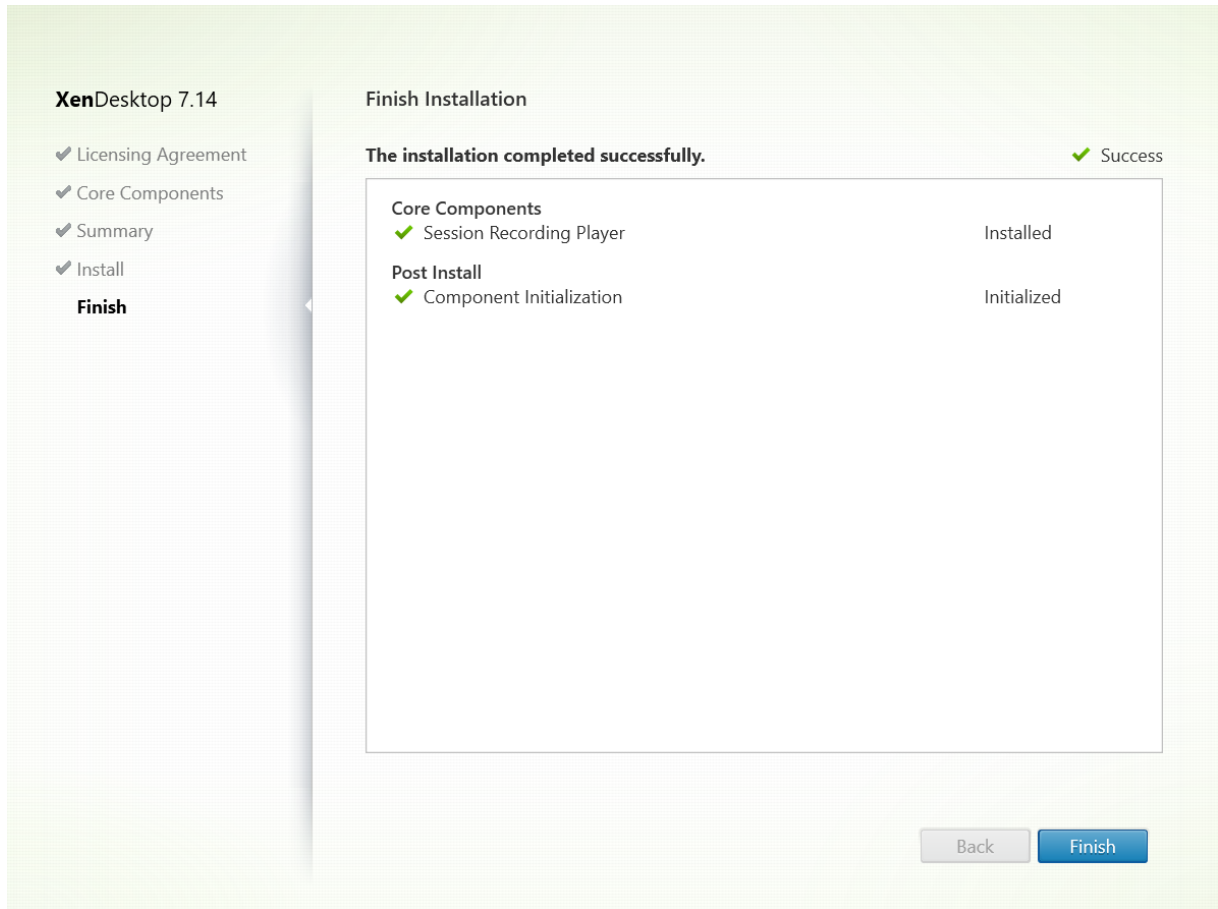 XenDesktop 7.14
Licensing Agreement
Core Components
Summary
Install
Finish
Finish Installation
The installation completed successfully. Success
Core Components
Session Recording Player Installed
Post Install
Component Initialization Initialized
Back Finish